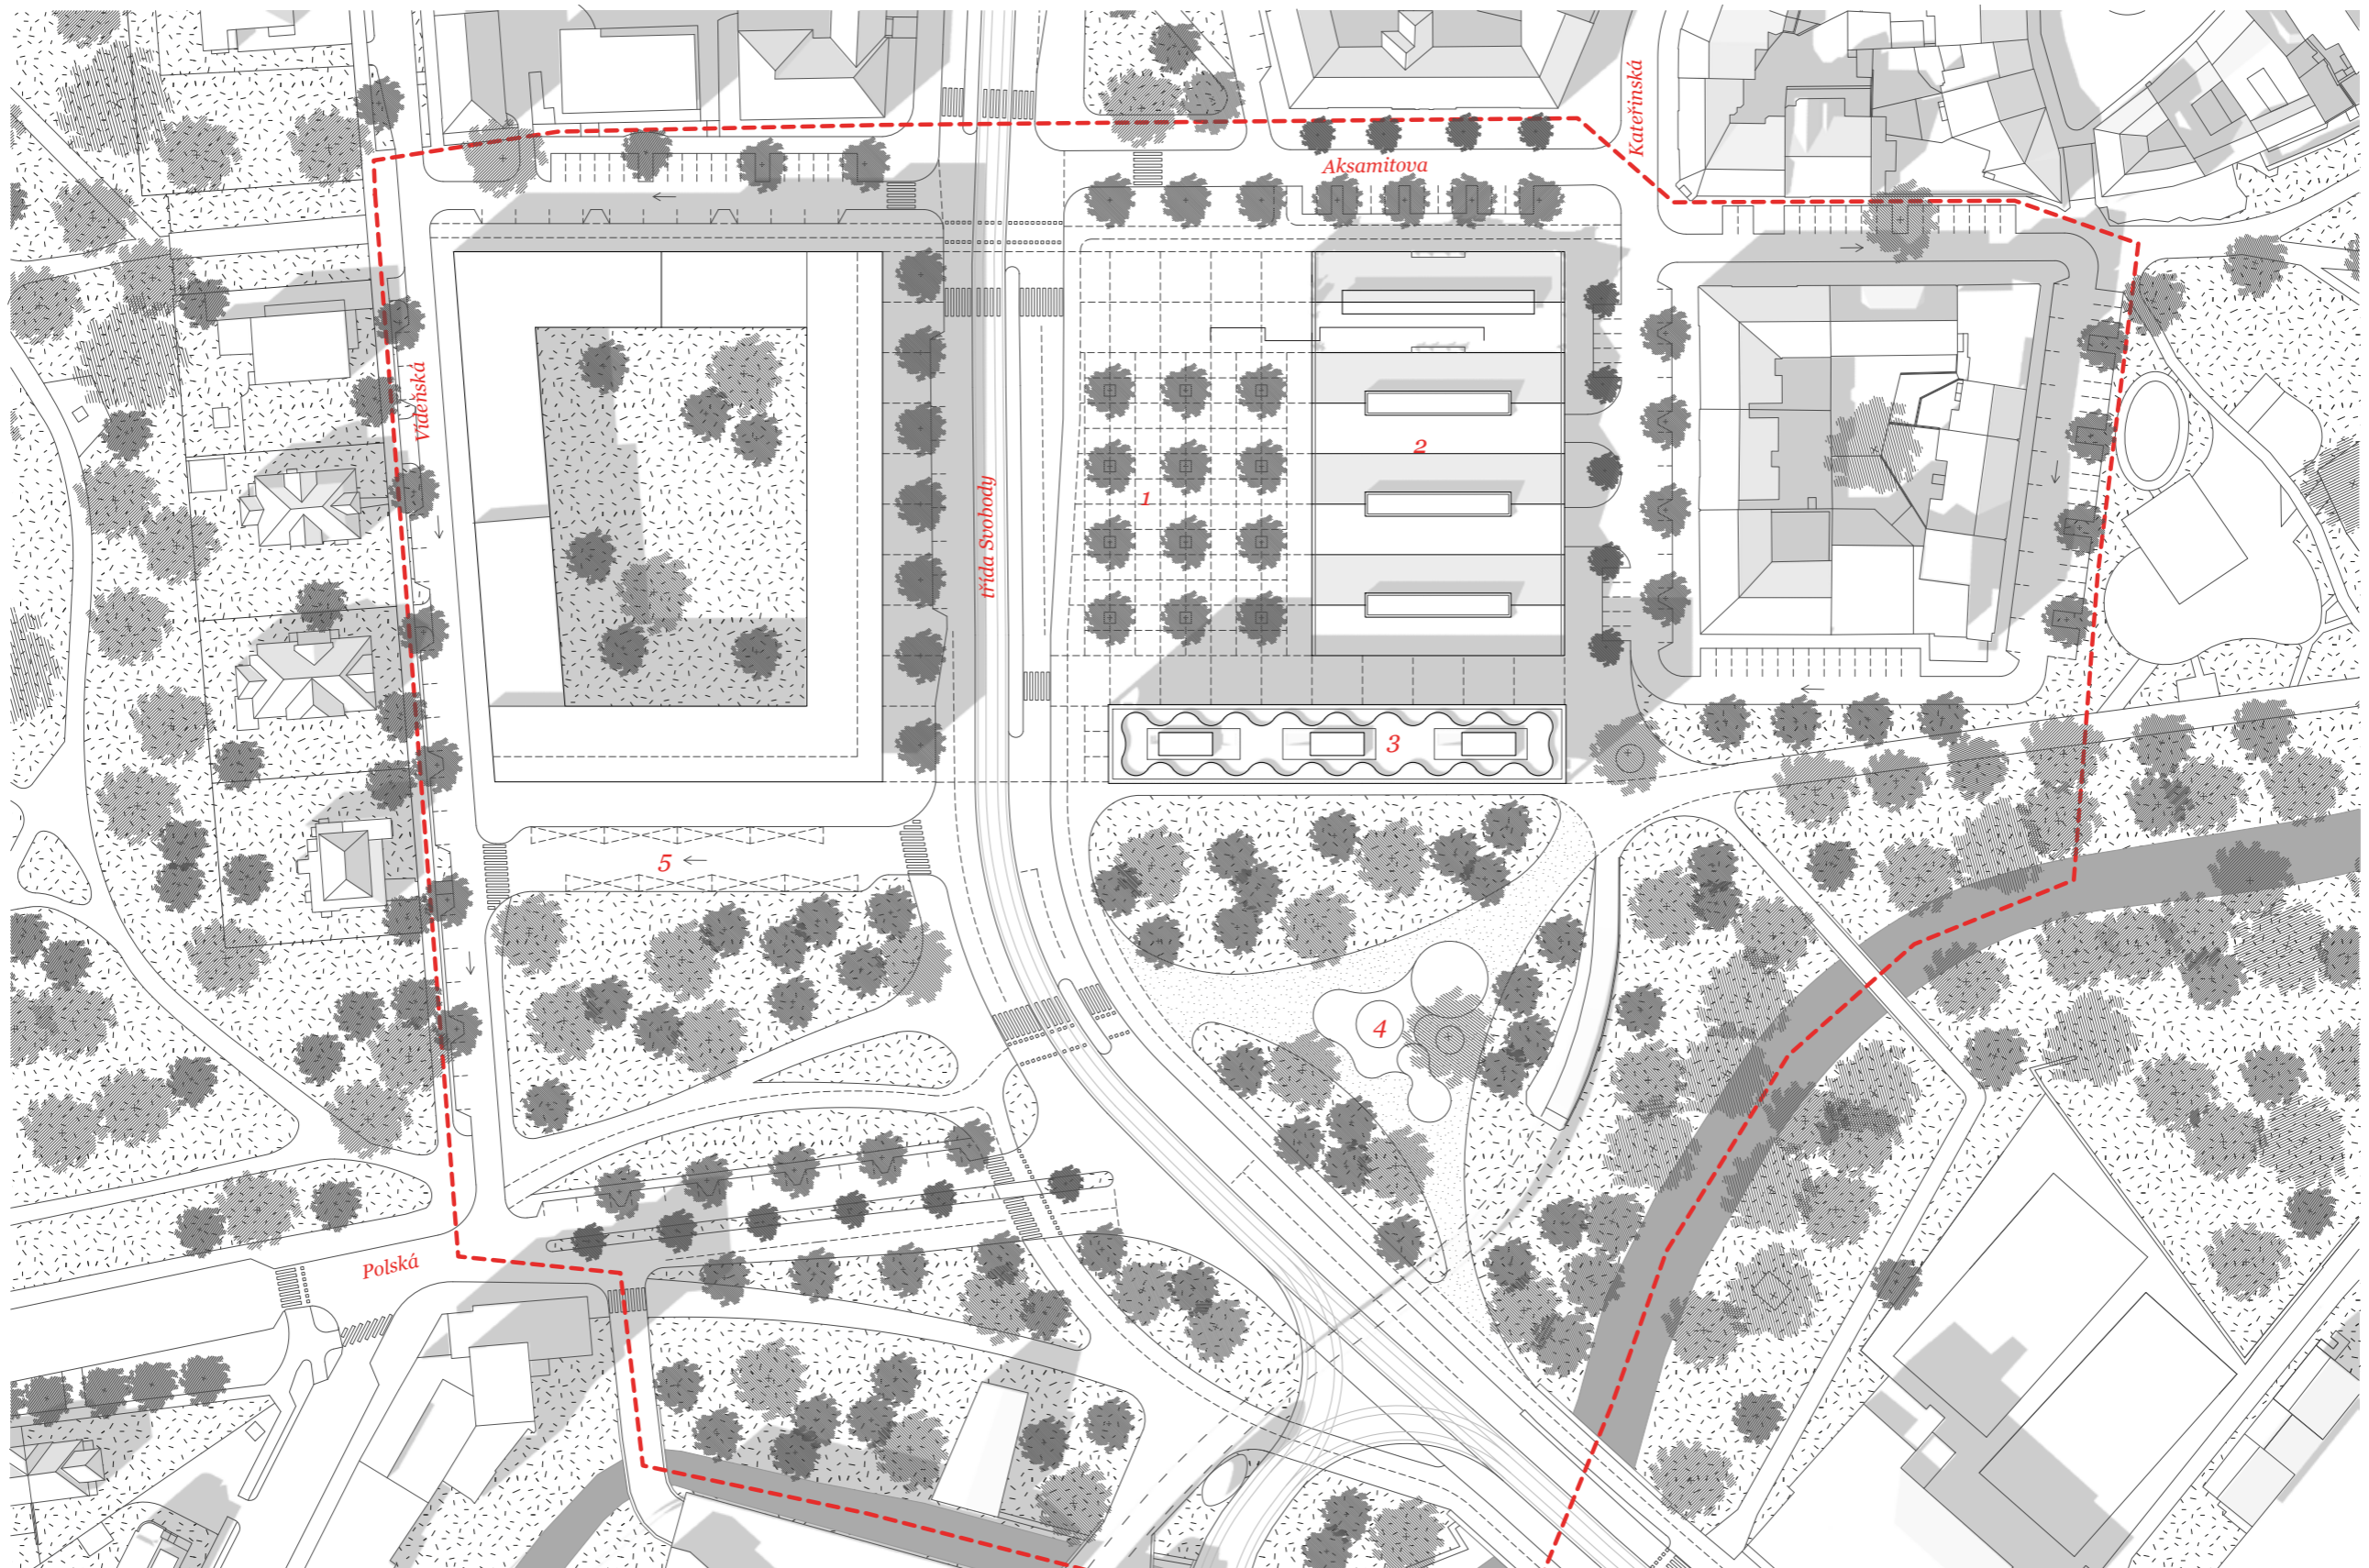 Kateřinská
Aksamitova
Vídeňská
2
třída Svobody
1
3
5
4
Polská